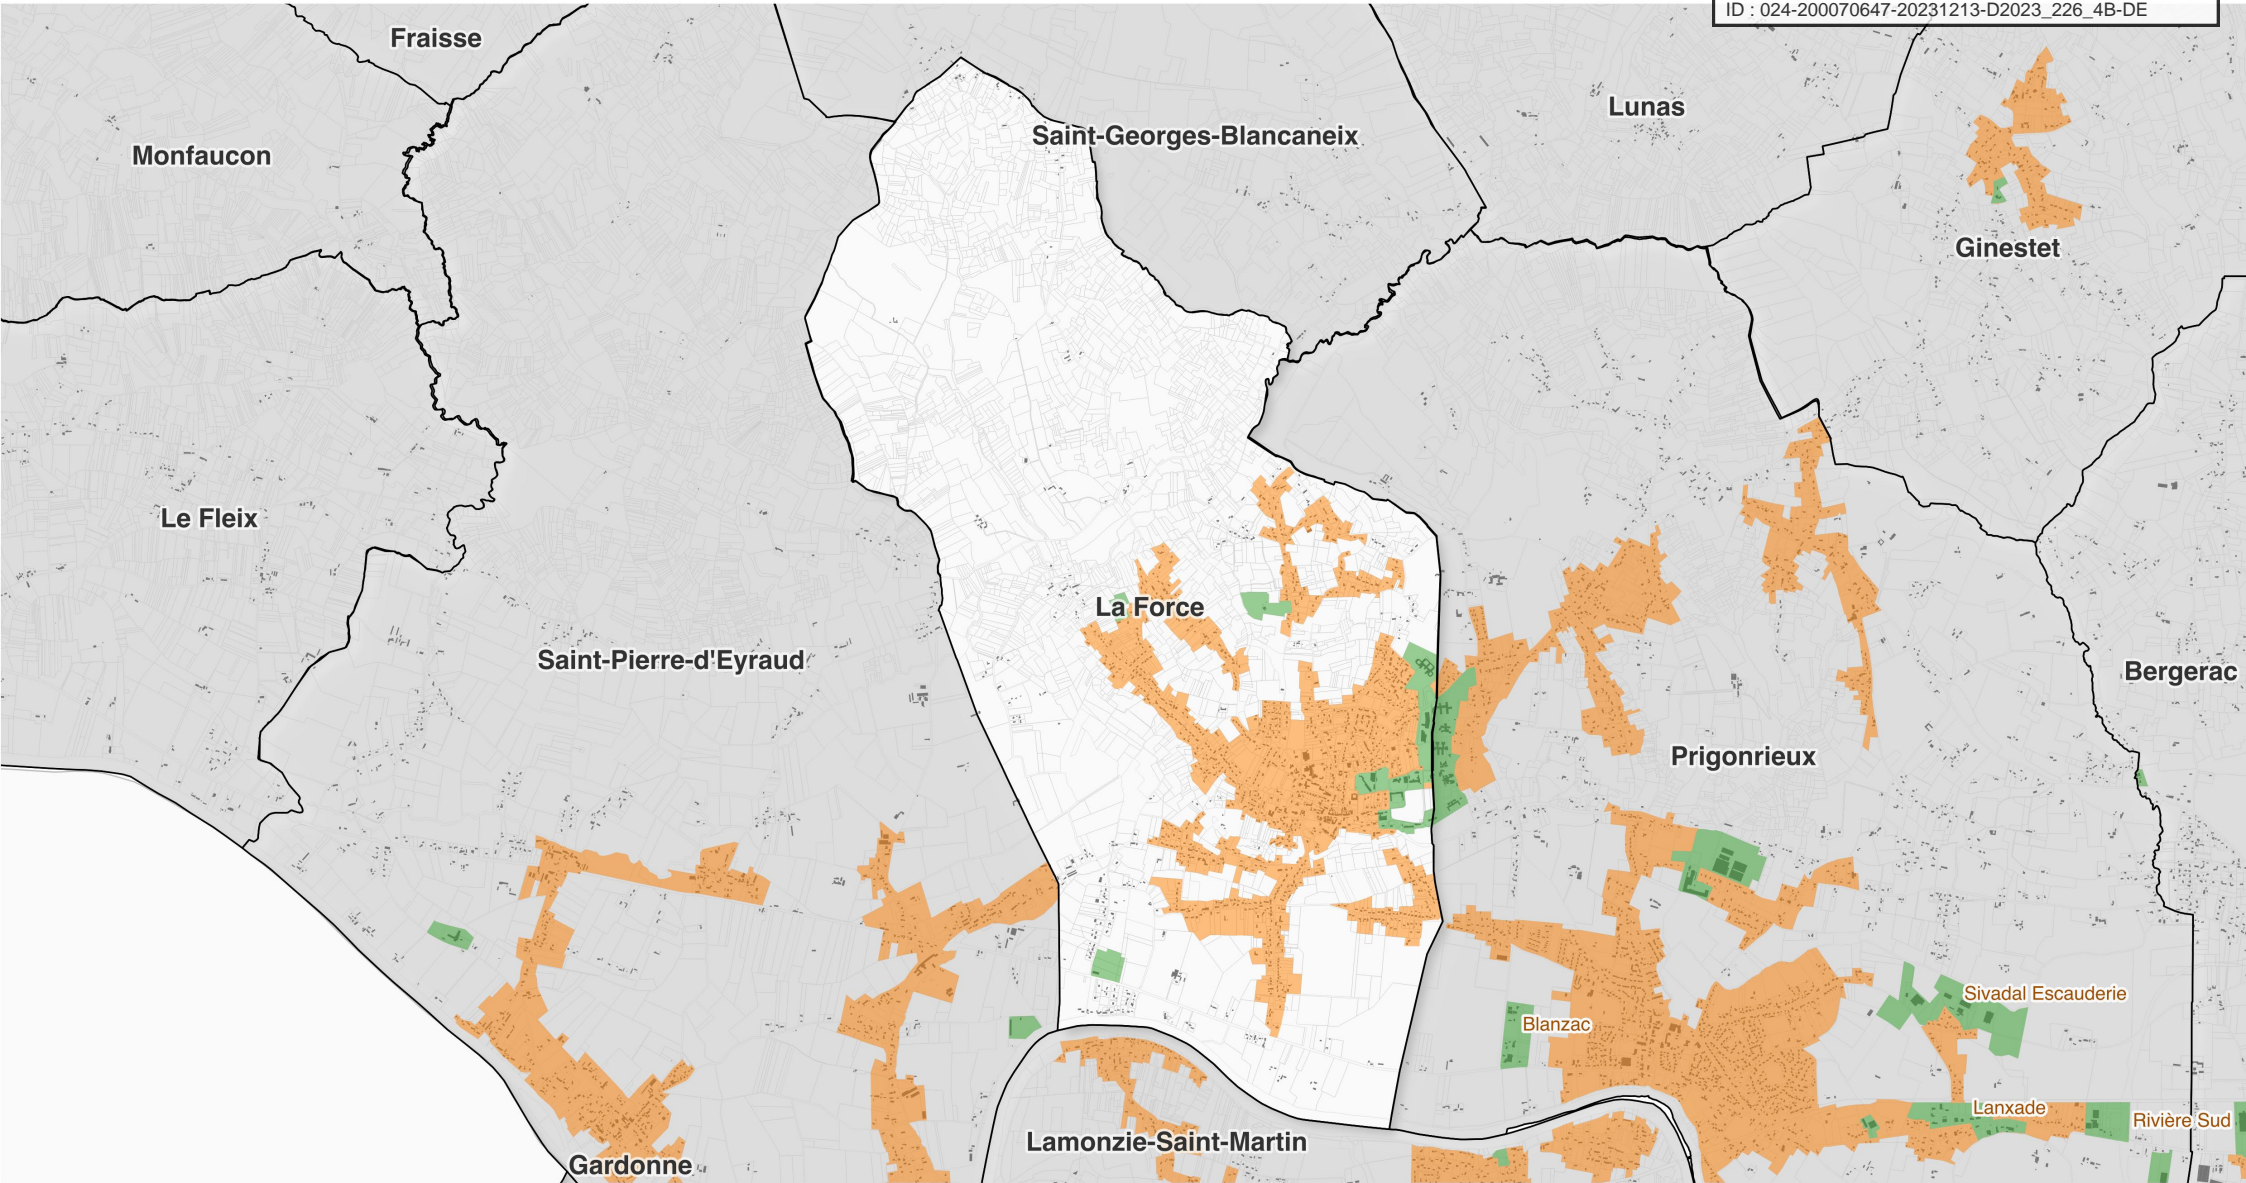 ID : 024-200070647-20231213-D2023_226_4B-DE
Fraisse
Lunas
Saint-Georges-Blancaneix
Monfaucon
Ginestet
Le Fleix
La Force
Saint-Pierre-d'Eyraud
Bergerac
Prigonrieux
Sivadal Escauderie
Blanzac
Lanxade
Rivière Sud
Lamonzie-Saint-Martin
Gardonne